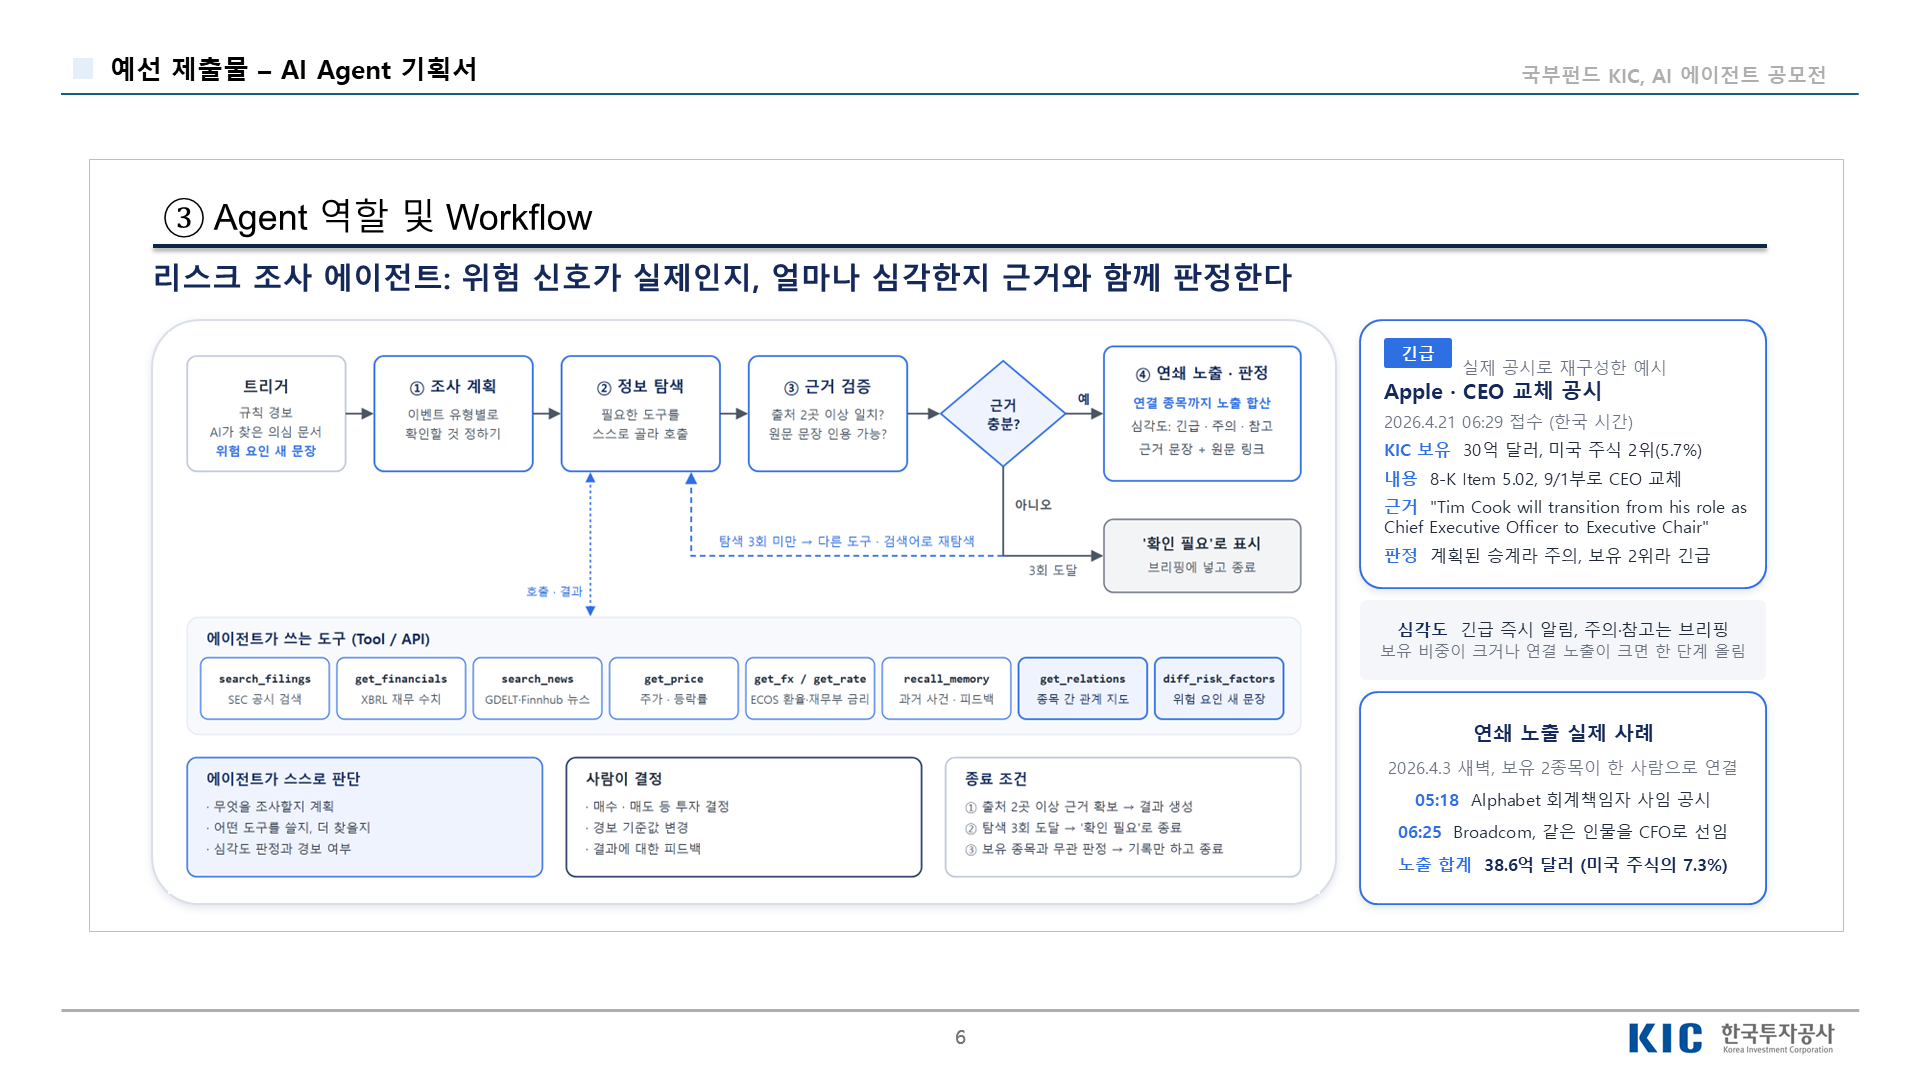 예선 제출물 – AI Agent 기획서
국부펀드 KIC, AI 에이전트 공모전
③ Agent 역할 및 Workflow
리스크 조사 에이전트: 위험 신호가 실제인지, 얼마나 심각한지 근거와 함께 판정한다
트리거
규칙 경보
AI가 찾은 의심 문서
위험 요인 새 문장
① 조사 계획
이벤트 유형별로
확인할 것 정하기
② 정보 탐색
필요한 도구를
스스로 골라 호출
③ 근거 검증
출처 2곳 이상 일치?
원문 문장 인용 가능?
근거
충분?
예
④ 연쇄 노출 · 판정
연결 종목까지 노출 합산
심각도: 긴급 · 주의 · 참고
근거 문장 + 원문 링크
아니오
탐색 3회 미만 → 다른 도구 · 검색어로 재탐색
3회 도달
'확인 필요'로 표시
브리핑에 넣고 종료
호출 · 결과
에이전트가 쓰는 도구 (Tool / API)
search_filings
SEC 공시 검색
get_financials
XBRL 재무 수치
search_news
GDELT·Finnhub 뉴스
get_price
주가 · 등락률
get_fx / get_rate
ECOS 환율·재무부 금리
recall_memory
과거 사건 · 피드백
get_relations
종목 간 관계 지도
diff_risk_factors
위험 요인 새 문장
에이전트가 스스로 판단
· 무엇을 조사할지 계획
· 어떤 도구를 쓸지, 더 찾을지
· 심각도 판정과 경보 여부
사람이 결정
· 매수 · 매도 등 투자 결정
· 경보 기준값 변경
· 결과에 대한 피드백
종료 조건
① 출처 2곳 이상 근거 확보 → 결과 생성
② 탐색 3회 도달 → '확인 필요'로 종료
③ 보유 종목과 무관 판정 → 기록만 하고 종료
긴급
실제 공시로 재구성한 예시
Apple · CEO 교체 공시
2026.4.21 06:29 접수 (한국 시간)
KIC 보유 30억 달러, 미국 주식 2위(5.7%)
내용 8-K Item 5.02, 9/1부로 CEO 교체
근거 "Tim Cook will transition from his role as
Chief Executive Officer to Executive Chair"
판정 계획된 승계라 주의, 보유 2위라 긴급
심각도 긴급 즉시 알림, 주의·참고는 브리핑
보유 비중이 크거나 연결 노출이 크면 한 단계 올림
연쇄 노출 실제 사례
2026.4.3 새벽, 보유 2종목이 한 사람으로 연결
05:18 Alphabet 회계책임자 사임 공시
06:25 Broadcom, 같은 인물을 CFO로 선임
노출 합계 38.6억 달러 (미국 주식의 7.3%)
6
KIC 한국투자공사
Korea Investment Corporation